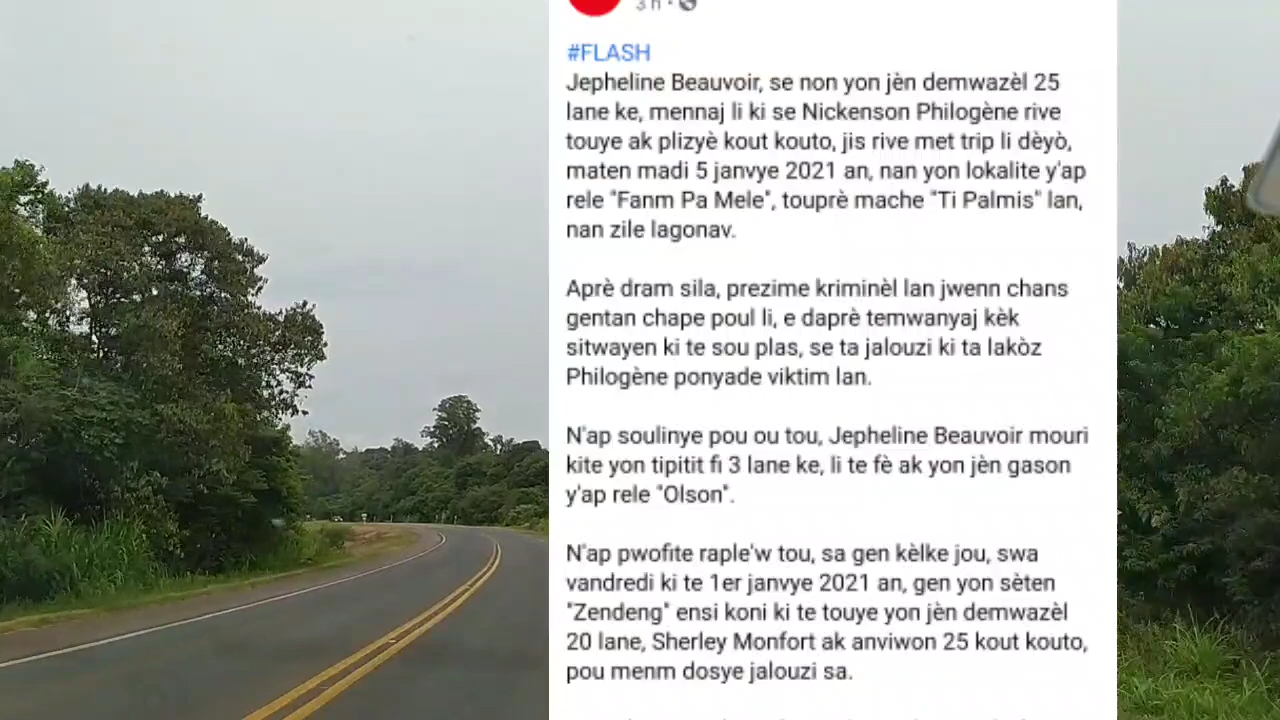 3 h
#FLASH
Jepheline Beauvoir, se non yon jèn demwazèl 25
lane ke, mennaj li ki se Nickenson Philogène rive
touye ak plizyè kout kouto, jis rive met trip li dèyò,
maten madi 5 janvye 2021 an, nan yon lokalite y'ap
rele "Fanm Pa Mele", touprè mache "Ti Palmis" lan,
nan zile lagonav.
Aprè dram sila, prezime kriminèl lan jwenn chans
gentan chape poul li, e daprè temwanyaj kèk
sitwayen ki te sou plas, se ta jalouzi ki ta lakòz
Philogène ponyade viktim lan.
N'ap soulinye pou ou tou, Jepheline Beauvoir mouri
kite yon tipitit fi 3 lane ke, li te fè ak yon jèn gason
y'ap rele "Olson".
N'ap pwofite raple'w tou, sa gen kèlke jou, swa
vandredi ki te 1er janvye 2021 an, gen yon sèten
"Zendeng" ensi koni ki te touye yon jèn demwazèl
20 lane, Sherley Monfort ak anviwon 25 kout kouto,
pou menm dosye jalouzi sa.